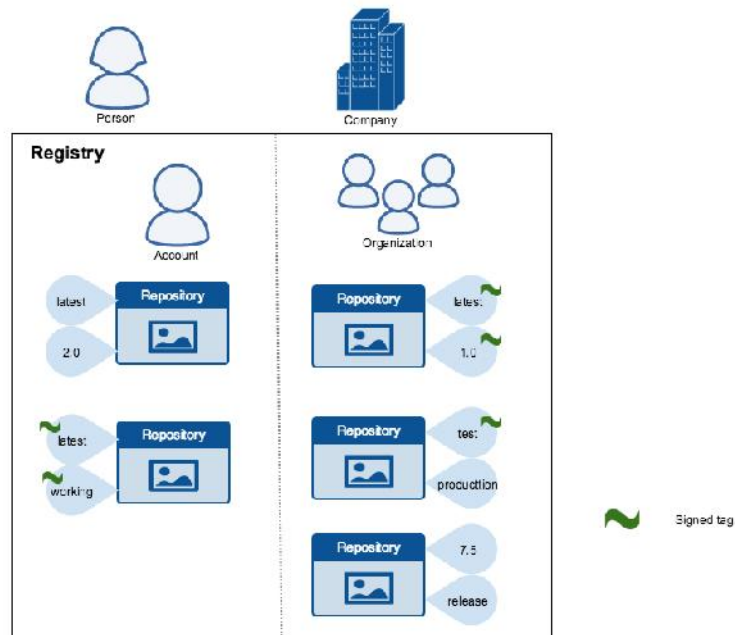 Person
Company
Registry
Account
Organization
latest
Repository
2.0
Repository
latest
1.0
latest
Repository
working
Repository
test
producttion
Repository
7.5
release
Signed tag